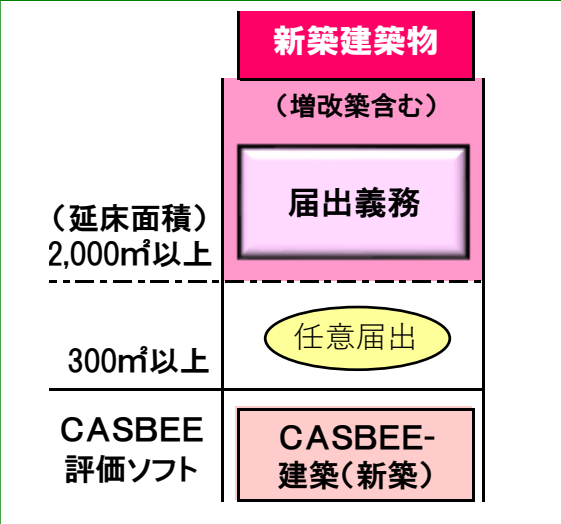 新築建築物
（増改築含む）
届出義務
（延床面積）
2,000㎡以上
任意届出
300㎡以上
CASBEE
評価ソフト
CASBEE-
建築（新築）